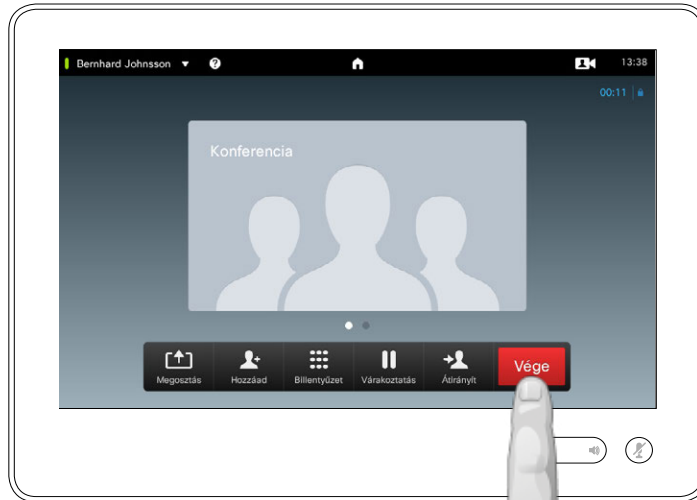 Bernhard Johnsson
13:38
00:11
Konferencia
Megosztás Hozzáad Billentyűzet Várakoztatás Átirányít Vége